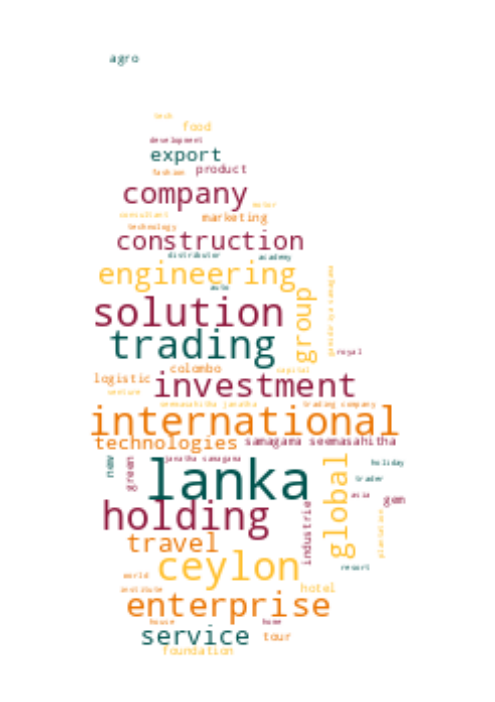 agro
tech
food
development
export
fashion product
company
motor
consultant marketing
technology
construction
distributor academy
engineering
auto
group
solution
trading
royal
colombo capital
logistic investment
venture
seemasahitha janatha trading company
international
technologies samagama seemasahitha
janatha samagama
new
green
lanka
global
holiday
trader
asia
gem
holding
industrie
plantations
travel
ceylon
resort
world
institute hotel
enterprise
house home
service tour
foundation